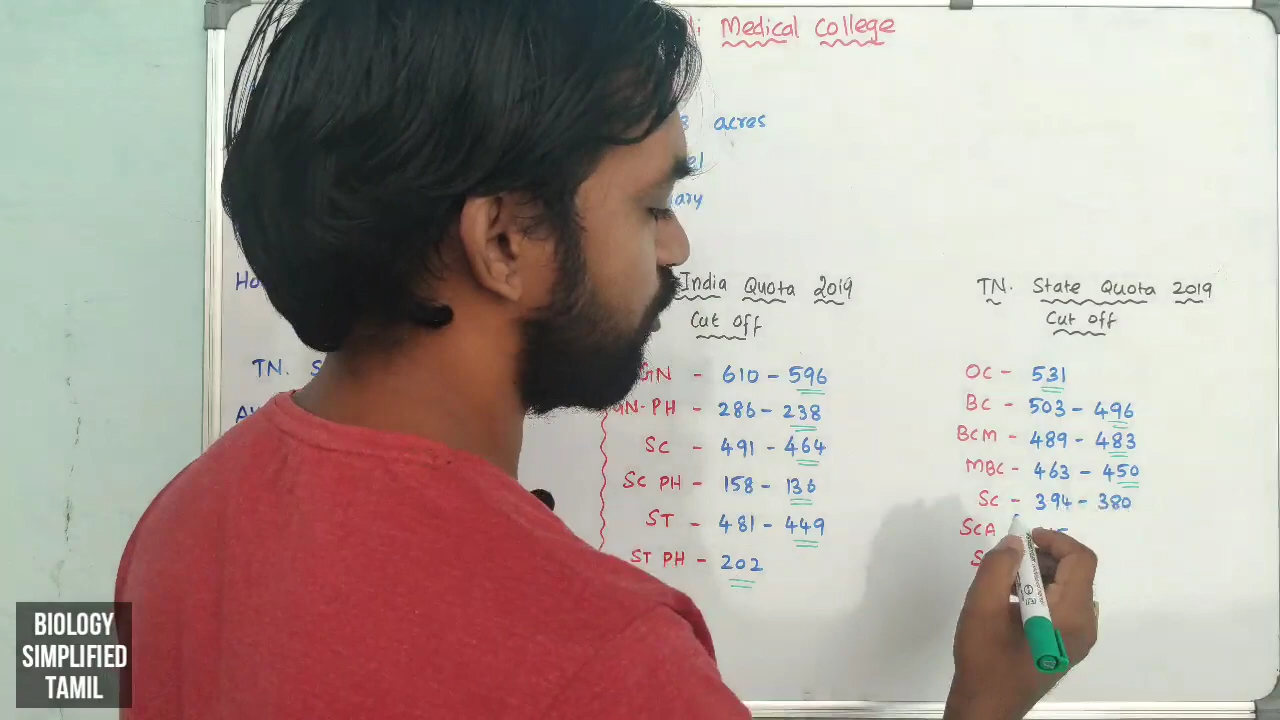 Medical College
acres
India Quota 2019
Cut off
GN - 610 - 596
GN-PH - 286 - 238
SC - 491 - 464
SC PH - 158 - 136
ST - 481 - 449
ST PH - 202
TN. State Quota 2019
Cut off
OC - 531
BC - 503 - 496
BCM - 489 - 483
MBC - 463 - 450
SC - 394 - 380
SCA
TN.
BIOLOGY
SIMPLIFIED
TAMIL